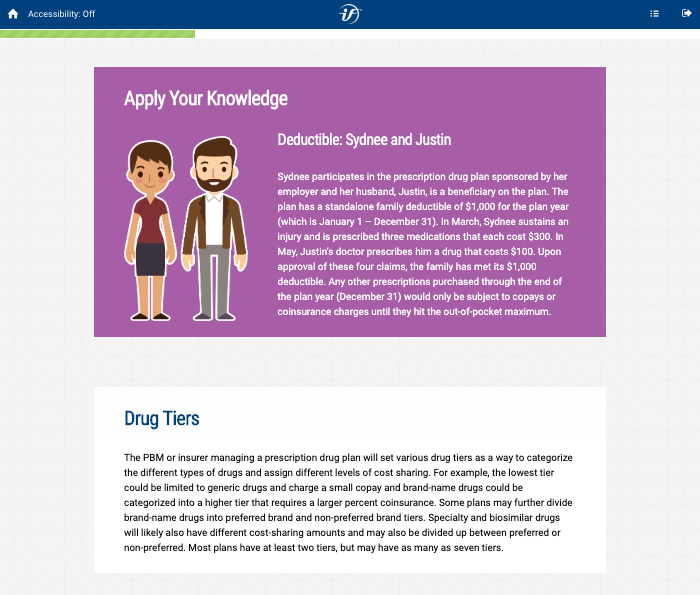 Accessibility: Off
if
Apply Your Knowledge
Deductible: Sydnee and Justin
Sydnee participates in the prescription drug plan sponsored by her
employer and her husband, Justin, is a beneficiary on the plan. The
plan has a standalone family deductible of $1,000 for the plan year
(which is January 1 – December 31). In March, Sydnee sustains an
injury and is prescribed three medications that each cost $300. In
May, Justin's doctor prescribes him a drug that costs $100. Upon
approval of these four claims, the family has met its $1,000
deductible. Any other prescriptions purchased through the end of
the plan year (December 31) would only be subject to copays or
coinsurance charges until they hit the out-of-pocket maximum.
Drug Tiers
The PBM or insurer managing a prescription drug plan will set various drug tiers as a way to categorize
the different types of drugs and assign different levels of cost sharing. For example, the lowest tier
could be limited to generic drugs and charge a small copay and brand-name drugs could be
categorized into a higher tier that requires a larger percent coinsurance. Some plans may further divide
brand-name drugs into preferred brand and non-preferred brand tiers. Specialty and biosimilar drugs
will likely also have different cost-sharing amounts and may also be divided up between preferred or
non-preferred. Most plans have at least two tiers, but may have as many as seven tiers.